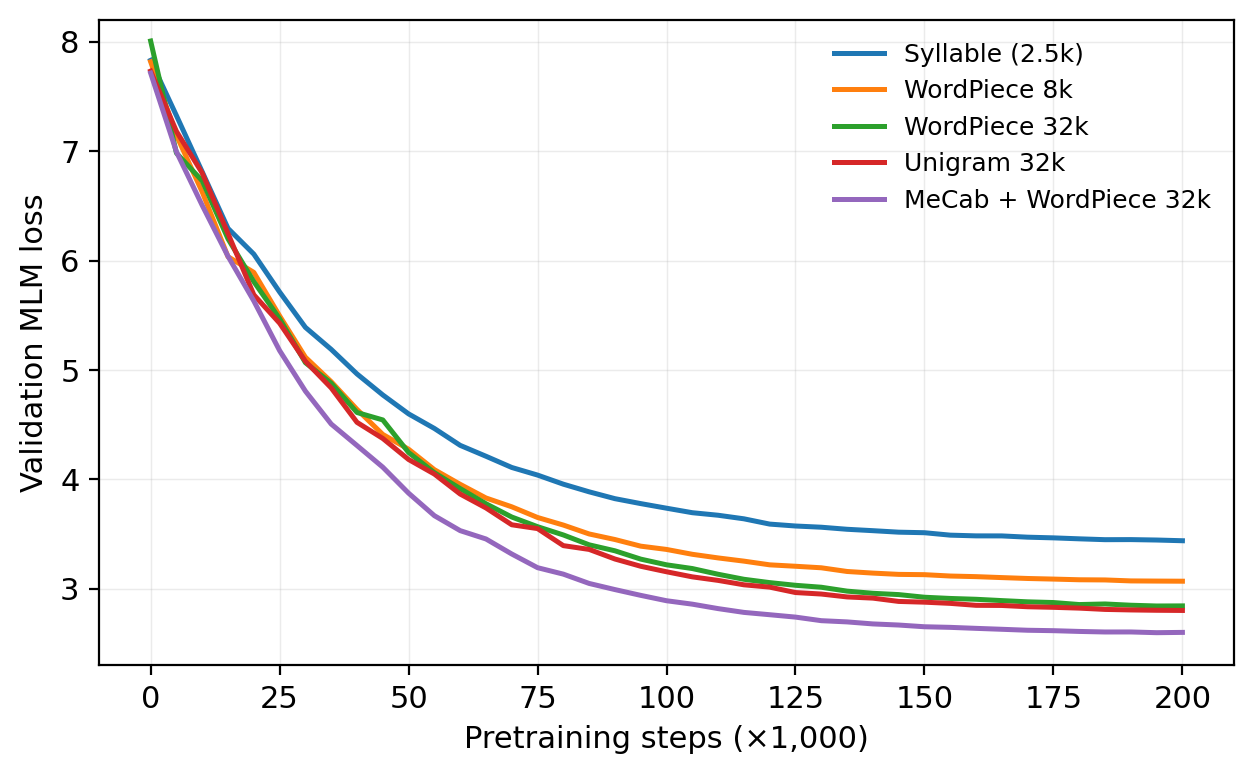 8
7
6
5
4
3
Validation MLM loss
Syllable (2.5k)
WordPiece 8k
WordPiece 32k
Unigram 32k
MeCab + WordPiece 32k
0 25 50 75 100 125 150 175 200
Pretraining steps (×1,000)